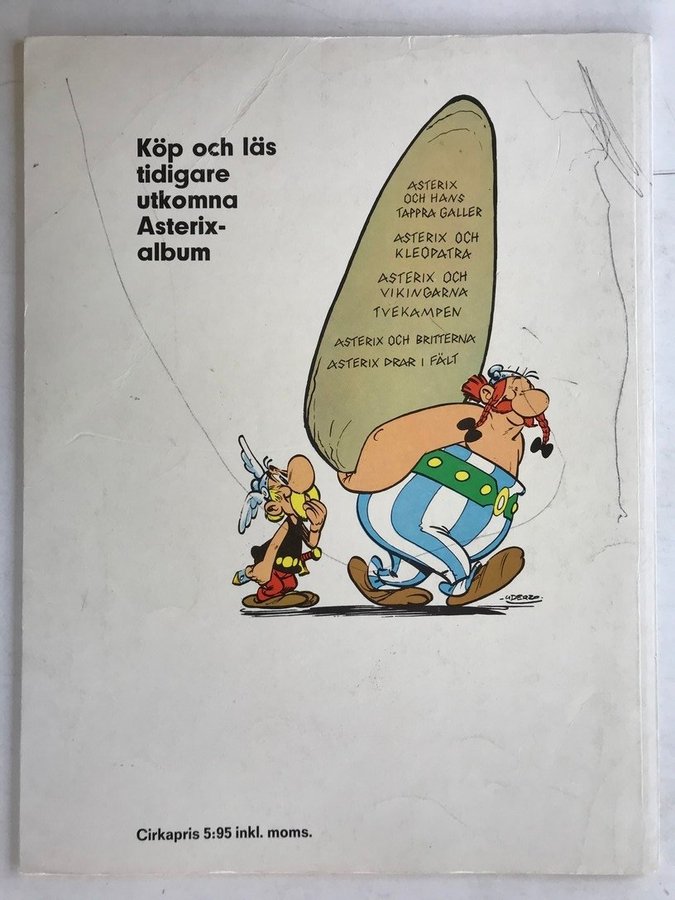 Köp och läs
tidigare
utkomna
Asterix-
album
ASTERIX
OCH HANS
TAPPRA GALLER
ASTERIX OCH
KLEOPATRA
ASTERIX OCH
VIKINGARNA
TVEKAMPEN
ASTERIX OCH BRITTERNA
ASTERIX DRAR I FÄLT
-UDERZO-
Cirkapris 5:95 inkl. moms.